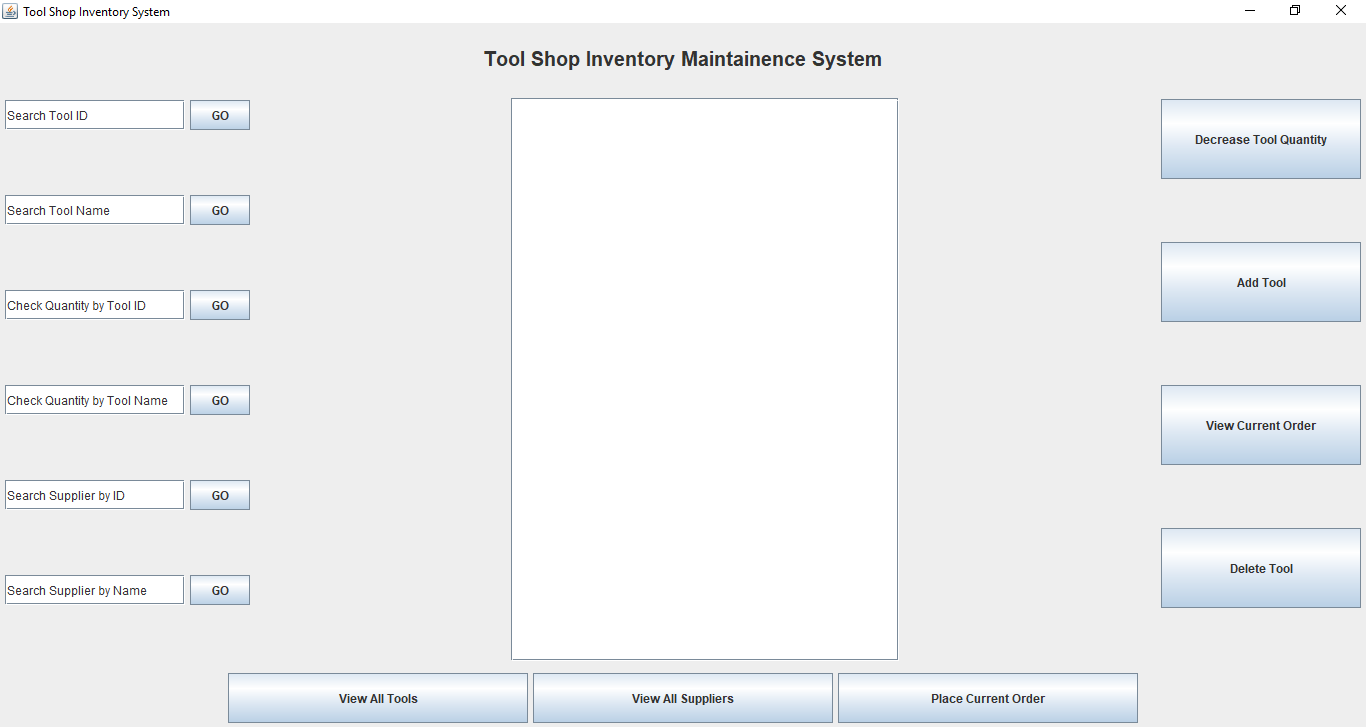 Tool Shop Inventory System
Tool Shop Inventory Maintainence System
Search Tool ID
GO
Search Tool Name
GO
Check Quantity by Tool ID
GO
Check Quantity by Tool Name
GO
Search Supplier by ID
GO
Search Supplier by Name
GO
Decrease Tool Quantity
Add Tool
View Current Order
Delete Tool
View All Tools
View All Suppliers
Place Current Order